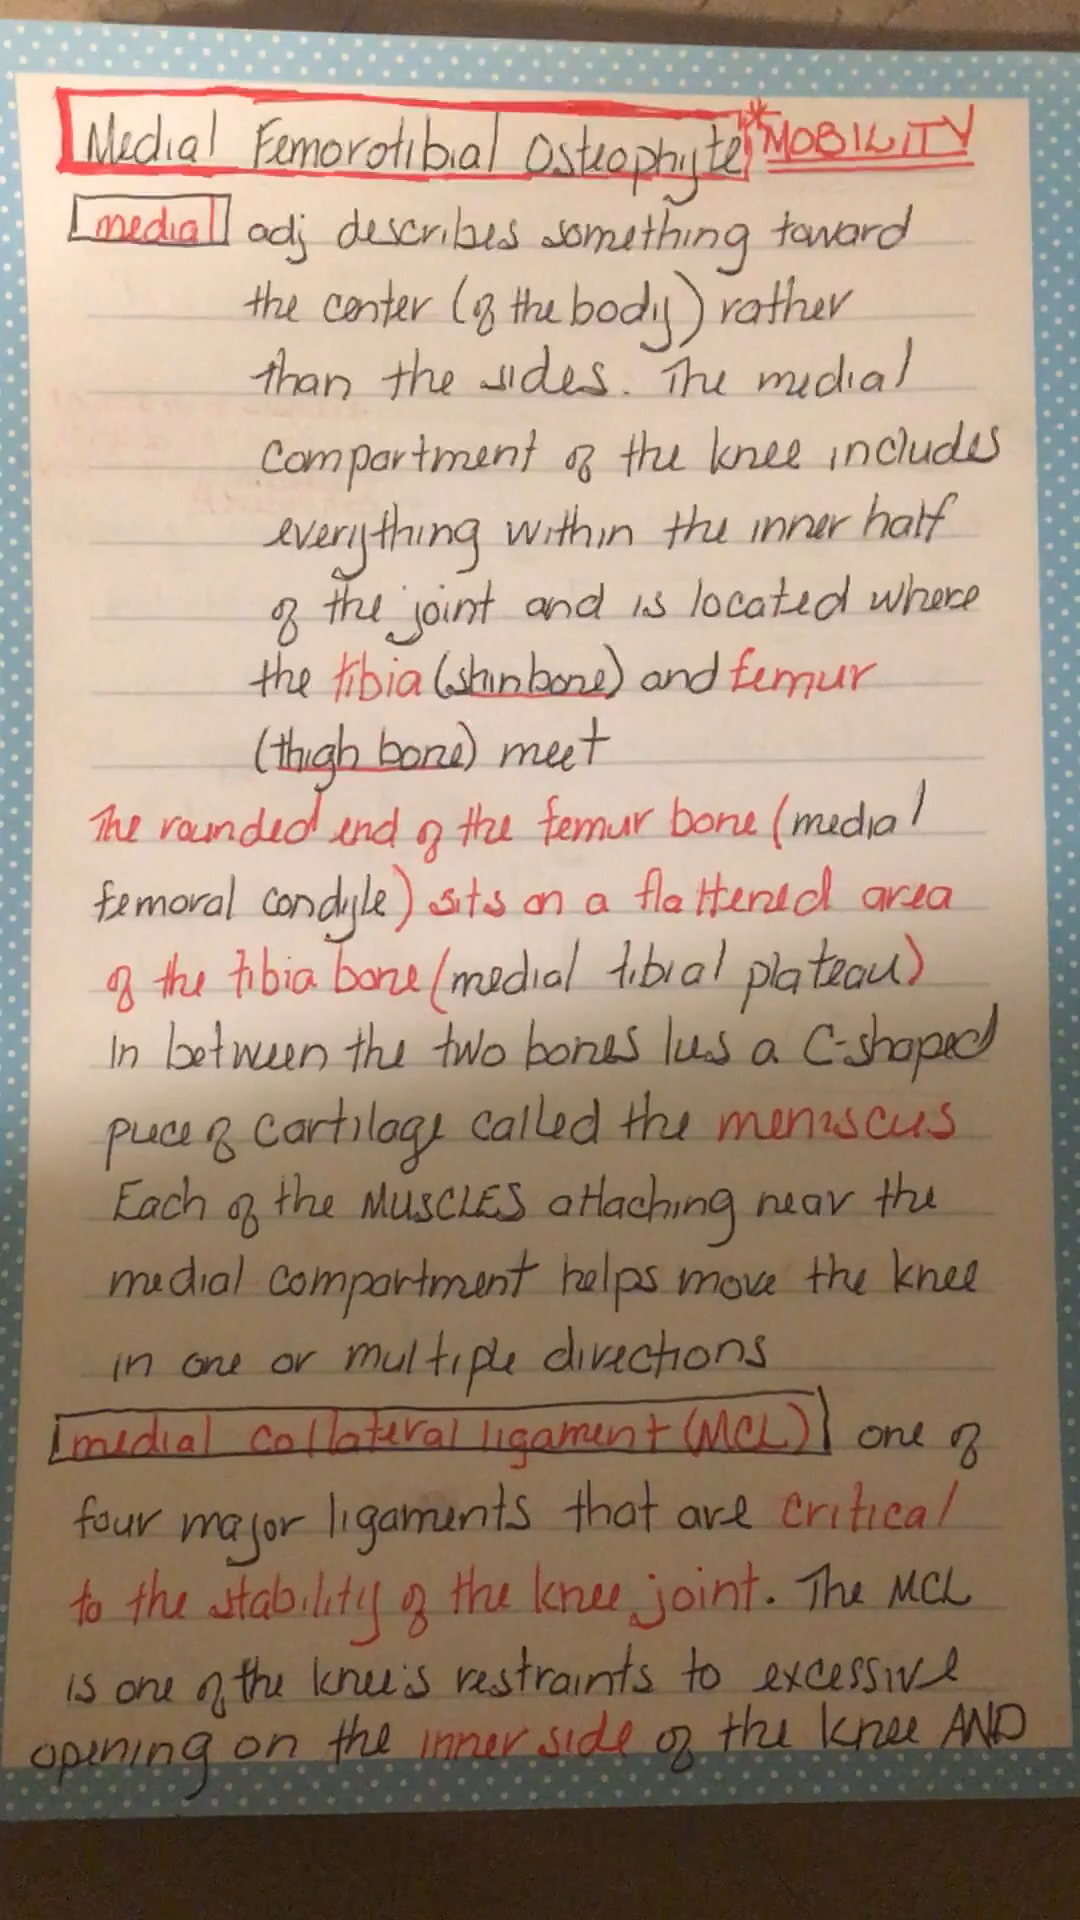 Medial Femorotibial Osteophyte *MOBILITY
medial adj describes something toward
the center (of the body) rather
than the sides. The medial
compartment of the knee includes
everything within the inner half
of the joint and is located where
the tibia (shinbone) and femur
(thigh bone) meet
The rounded end of the femur bone (medial
femoral condyle) sits on a flattened area
of the tibia bone (medial tibial plateau)
In between the two bones lies a C-shaped
piece of cartilage called the meniscus
Each of the MUSCLES attaching near the
medial compartment helps move the knee
in one or multiple directions
medial collateral ligament (MCL) one of
four major ligaments that are critical
to the stability of the knee joint. The MCL
is one of the knee's restraints to excessive
opening on the inner side of the knee AND